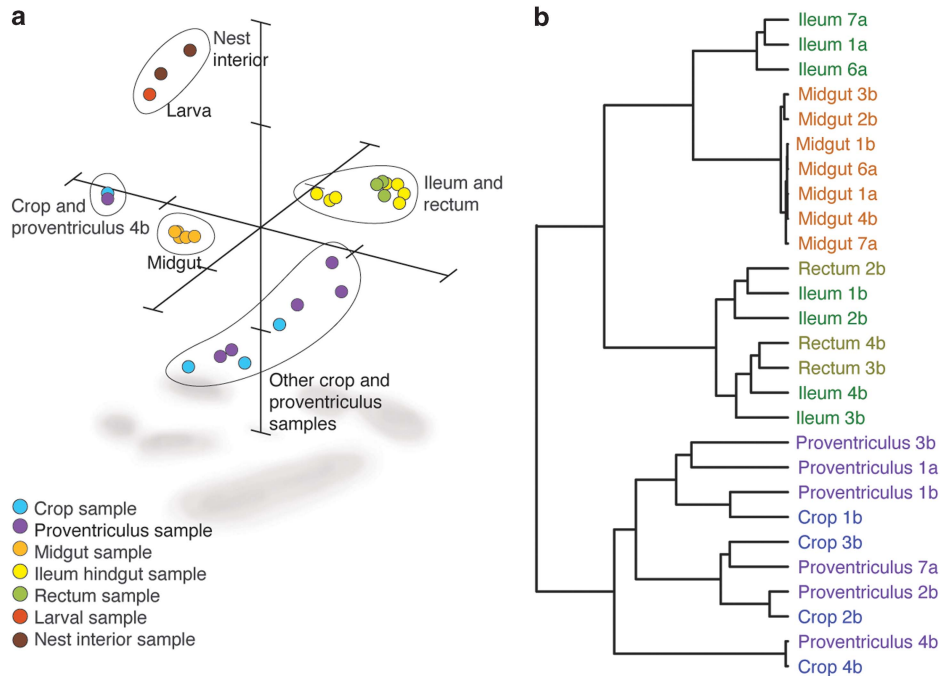 a
Nest
interior
Larva
Crop and
proventriculus 4b
Midgut
Ileum and
rectum
Other crop and
proventriculus
samples
Crop sample
Proventriculus sample
Midgut sample
Ileum hindgut sample
Rectum sample
Larval sample
Nest interior sample
b
Ileum 7a
Ileum 1a
Ileum 6a
Midgut 3b
Midgut 2b
Midgut 1b
Midgut 6a
Midgut 1a
Midgut 4b
Midgut 7a
Rectum 2b
Ileum 1b
Ileum 2b
Rectum 4b
Rectum 3b
Ileum 4b
Ileum 3b
Proventriculus 3b
Proventriculus 1a
Proventriculus 1b
Crop 1b
Crop 3b
Proventriculus 7a
Proventriculus 2b
Crop 2b
Proventriculus 4b
Crop 4b